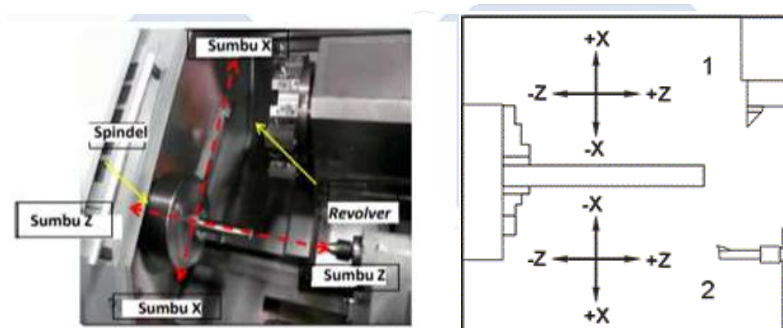 Sumbu X
Spindel
Sumbu Z
Revolver
Sumbu Z
Sumbu X
+X
1
-Z
+Z
-X
-X
-Z
+Z
2
+X